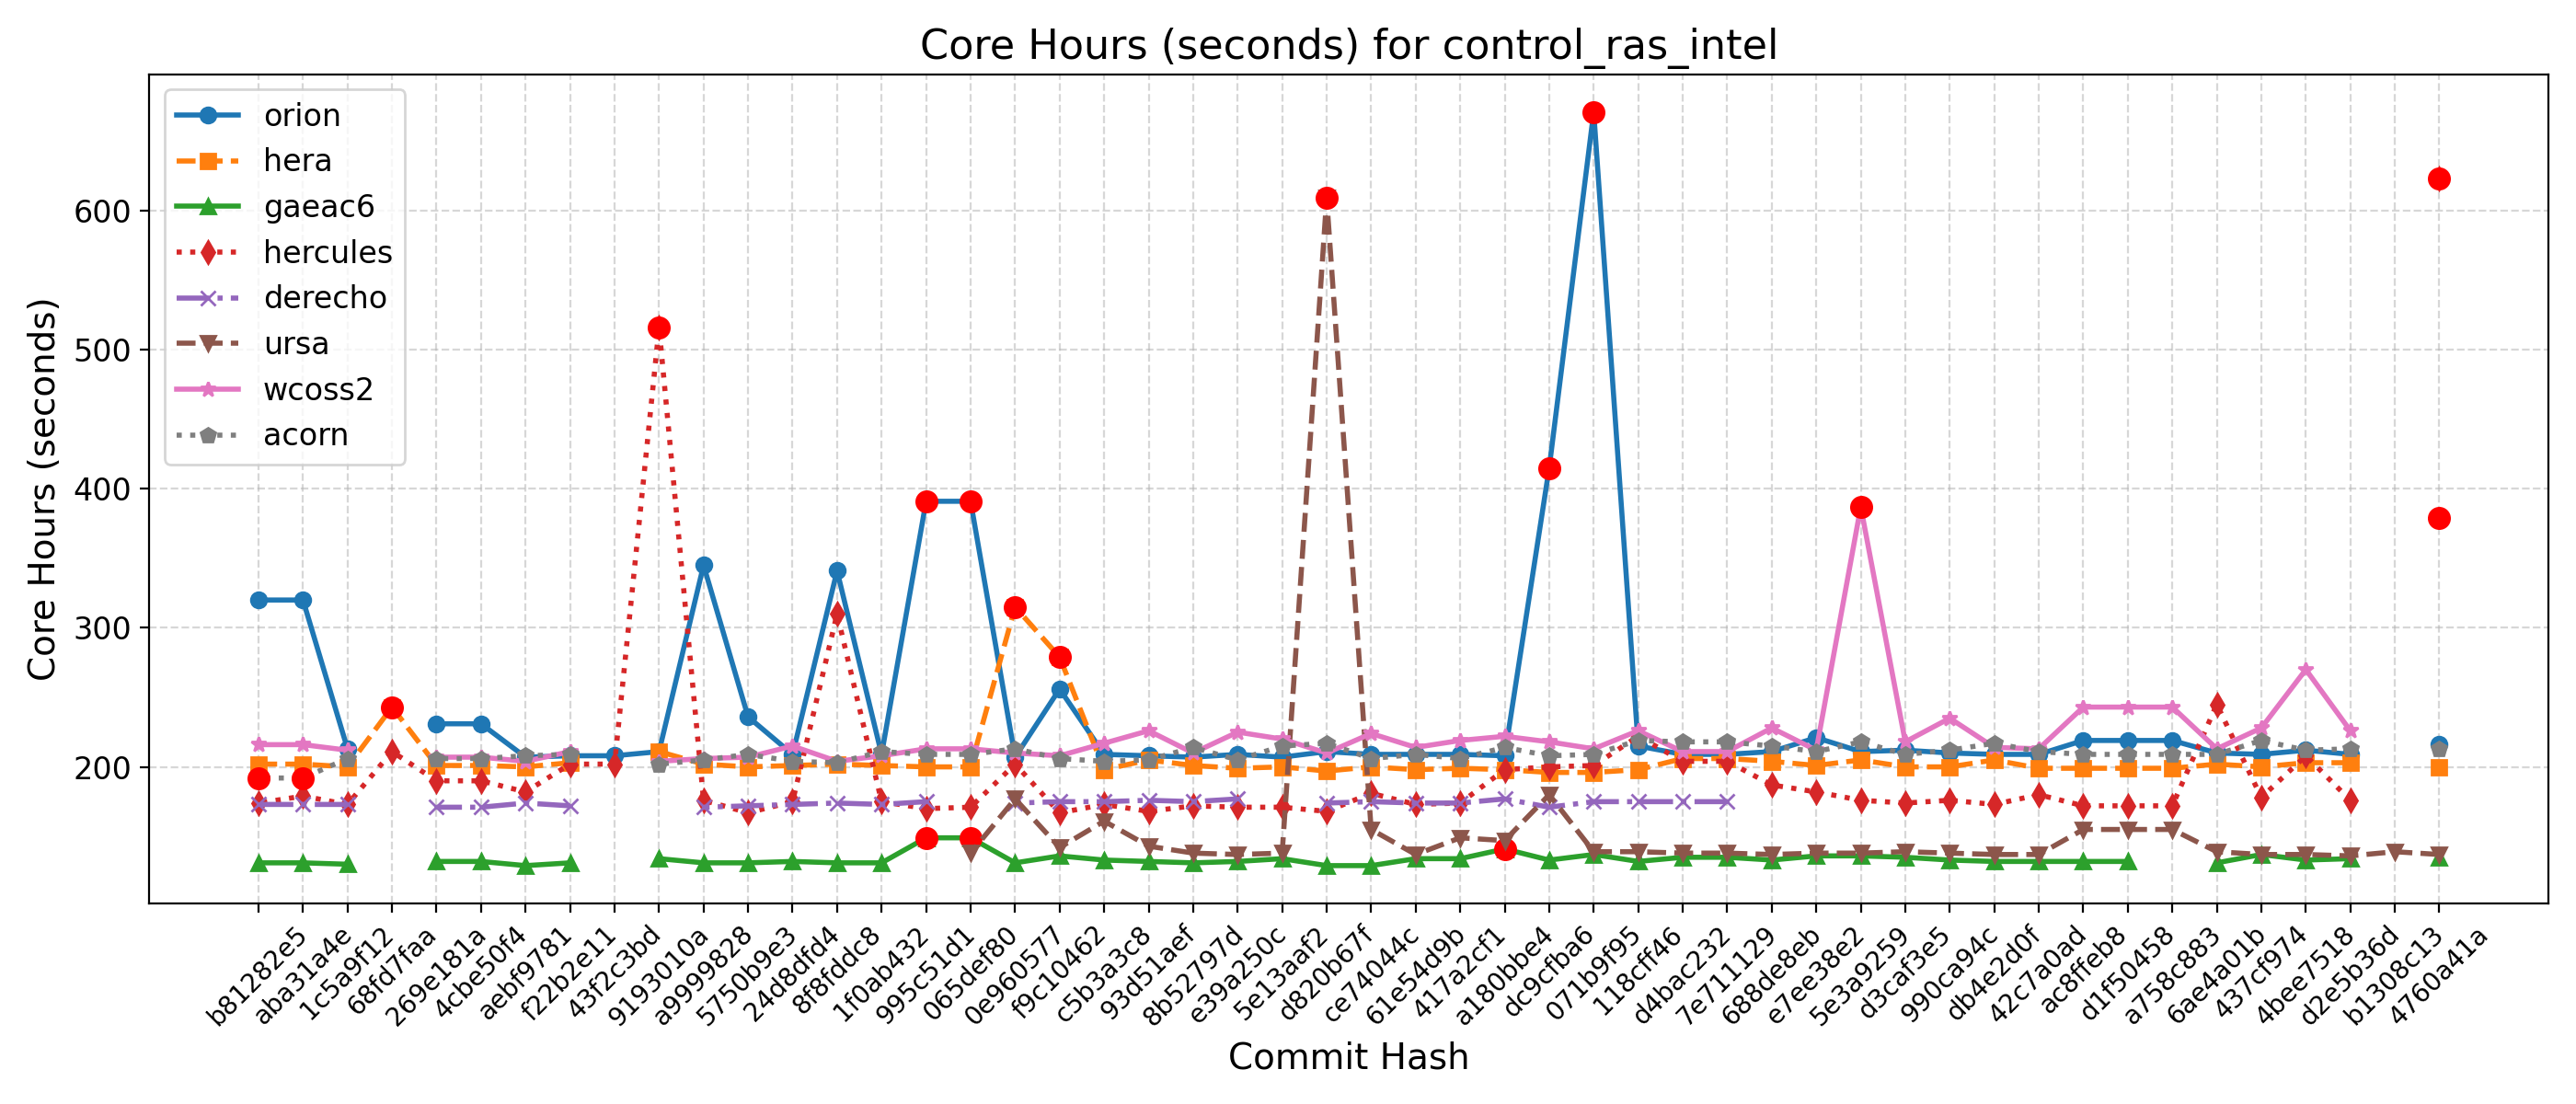 Core Hours (seconds) for control_ras_intel
Core Hours (seconds)
600
500
400
300
200
orion
hera
gaeac6
hercules
derecho
ursa
wcoss2
acorn
b81282e5
aba31a4e
1c5a9f12
68fd7faa
269e181a
4cbe50f4
aebf9781
f22b2e11
43f2c3bd
9193010a
a9999828
5750b9e3
24d8dfd4
8f8fddc8
1f0ab432
995c51d1
065def80
0e960577
f9c10462
c5b3a3c8
93d51aef
8b52797d
e39a250c
5e13aaf2
d820b67f
ce74044c
61e54d9b
417a2cf1
a180bbe4
dc9cfba6
071b9f95
118cff46
d4bac232
7e711129
688de8eb
e7ee38e2
5e3a9259
d3caf3e5
990ca94c
db4e2d0f
42c7a0ad
ac8ffeb8
d1f50458
a758c883
6ae4a01b
437cf974
4bee7518
d2e5b36d
b1308c13
4760a41a
Commit Hash